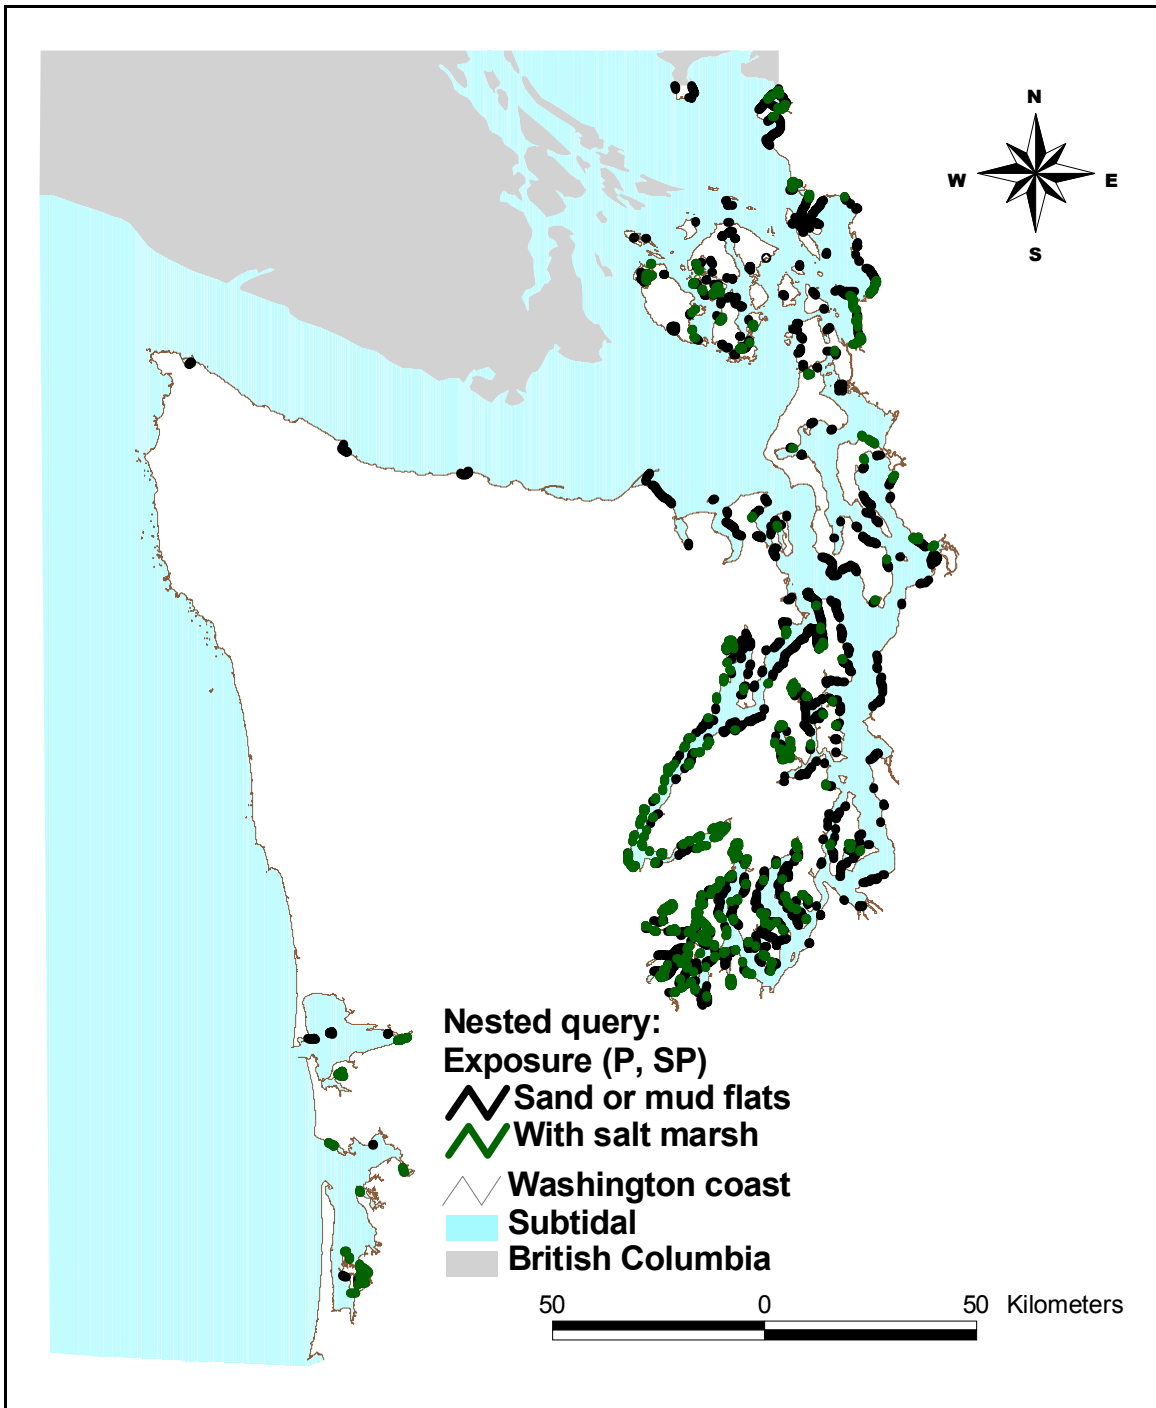 N
W E
S
Nested query:
Exposure (P, SP)
Sand or mud flats
With salt marsh
Washington coast
Subtidal
British Columbia
50 0 50 Kilometers